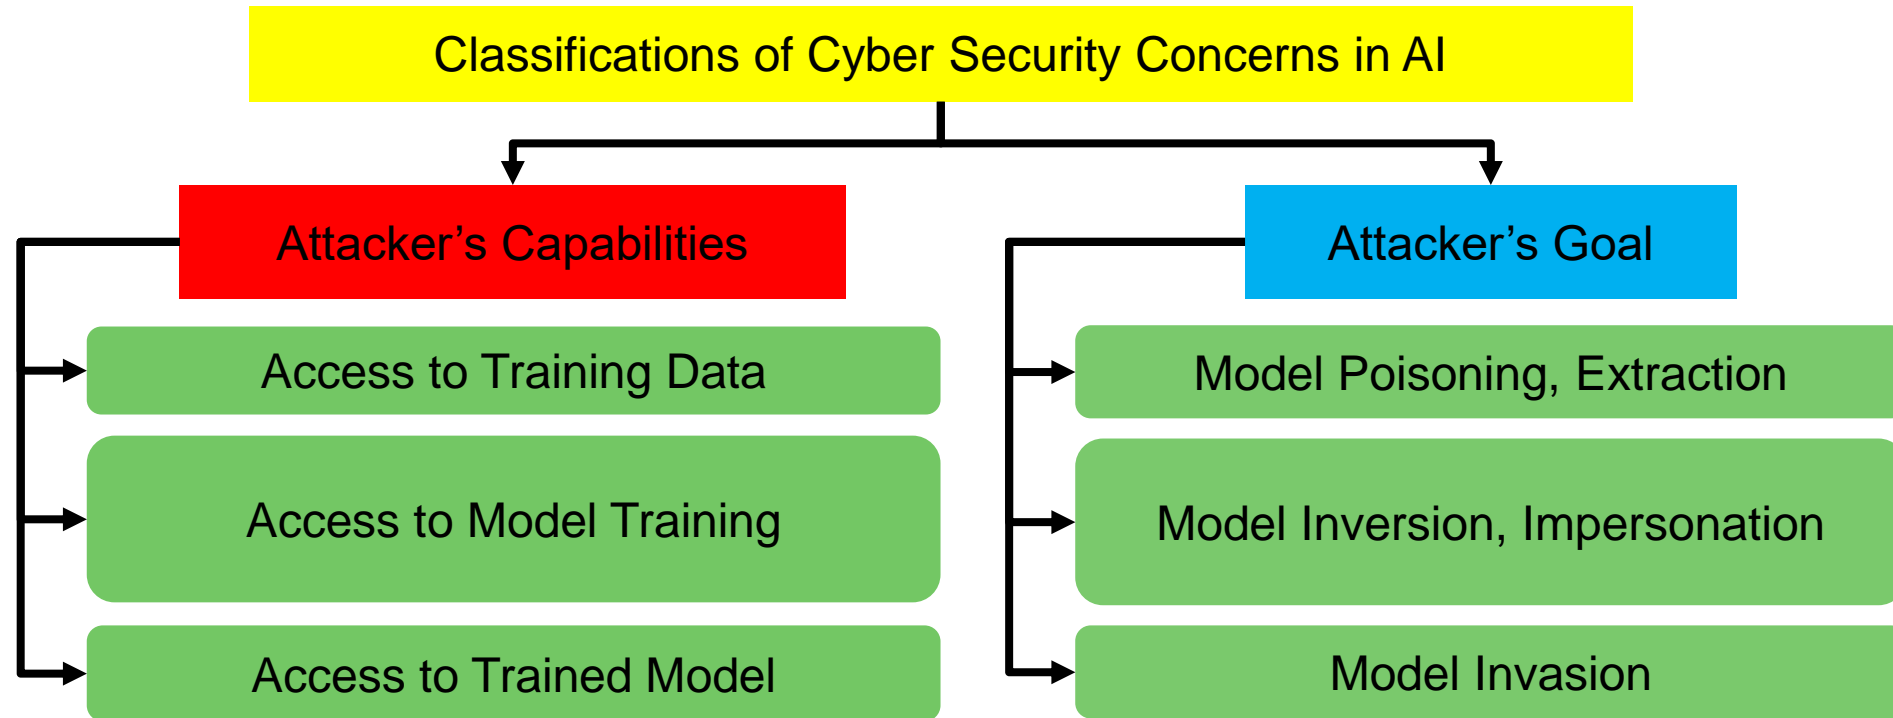 Classifications of Cyber Security Concerns in AI
Attacker’s Capabilities
Access to Training Data
Access to Model Training
Access to Trained Model
Attacker’s Goal
Model Poisoning, Extraction
Model Inversion, Impersonation
Model Invasion